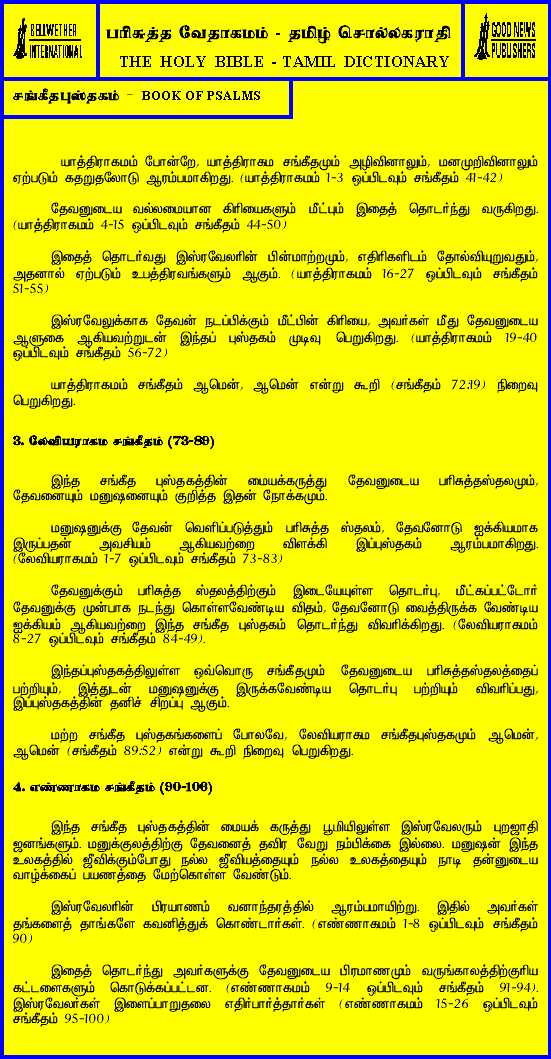 BELLWETHER
INTERNATIONAL
பரிசுத்த வேதாகமம் - தமிழ் சொல்லகராதி
THE HOLY BIBLE - TAMIL DICTIONARY
GOOD NEWS
PUBLISHERS
சங்கீதபுஸ்தகம் – BOOK OF PSALMS
யாத்திராகமம் போன்றே, யாத்திராகம சங்கீதமும் அழிவினாலும், மனமுறிவினாலும்
ஏற்படும் கதறுதலோடு ஆரம்பமாகிறது. (யாத்திராகமம் 1-3 ஒப்பிடவும் சங்கீதம் 41-42)
தேவனுடைய வல்லமையான கிரியைகளும் மீட்பும் இதைத் தொடர்ந்து வருகிறது.
(யாத்திராகமம் 4-15 ஒப்பிடவும் சங்கீதம் 44-50)
இதைத் தொடர்வது இஸ்ரவேலரின் பின்மாற்றமும், எதிரிகளிடம் தோல்வியுறுவதும்,
அதனால் ஏற்படும் உபத்திரவங்களும் ஆகும். (யாத்திராகமம் 16-27 ஒப்பிடவும் சங்கீதம்
51-55)
இஸ்ரவேலுக்காக தேவன் நடப்பிக்கும் மீட்பின் கிரியை, அவர்கள் மீது தேவனுடைய
ஆளுகை ஆகியவற்றுடன் இந்தப் புஸ்தகம் முடிவு பெறுகிறது. (யாத்திராகமம் 19-40
ஒப்பிடவும் சங்கீதம் 56-72)
யாத்திராகமம் சங்கீதம் ஆமென், ஆமென் என்று கூறி (சங்கீதம் 72:19) நிறைவு
பெறுகிறது.
3. லேவியராகம சங்கீதம் (73-89)
இந்த சங்கீத புஸ்தகத்தின் மையக்கருத்து தேவனுடைய பரிசுத்தஸ்தலமும்,
தேவனையும் மனுஷனையும் குறித்த இதன் நோக்கமும்.
மனுஷனுக்கு தேவன் வெளிப்படுத்தும் பரிசுத்த ஸ்தலம், தேவனோடு ஐக்கியமாக
இருப்பதன் அவசியம் ஆகியவற்றை விளக்கி இப்புஸ்தகம் ஆரம்பமாகிறது.
(லேவியராகமம் 1-7 ஒப்பிடவும் சங்கீதம் 73-83)
தேவனுக்கும் பரிசுத்த ஸ்தலத்திற்கும் இடையேயுள்ள தொடர்பு, மீட்கப்பட்டோர்
தேவனுக்கு முன்பாக நடந்து கொள்ளவேண்டிய விதம், தேவனோடு வைத்திருக்க வேண்டிய
ஐக்கியம் ஆகியவற்றை இந்த சங்கீத புஸ்தகம் தொடர்ந்து விவரிக்கிறது. (லேவியராகமம்
8-27 ஒப்பிடவும் சங்கீதம் 84-49).
இந்தப்புஸ்தகத்திலுள்ள ஒவ்வொரு சங்கீதமும் தேவனுடைய பரிசுத்தஸ்தலத்தைப்
பற்றியும், இத்துடன் மனுஷனுக்கு இருக்கவேண்டிய தொடர்பு பற்றியும் விவரிப்பது,
இப்புஸ்தகத்தின் தனிச் சிறப்பு ஆகும்.
மற்ற சங்கீத புஸ்தகங்களைப் போலவே, லேவியராகம சங்கீதபுஸ்தகமும் ஆமென்,
ஆமென் (சங்கீதம் 89:52) என்று கூறி நிறைவு பெறுகிறது.
4. எண்ணாகம சங்கீதம் (90-106)
இந்த சங்கீத புஸ்தகத்தின் மையக் கருத்து பூமியிலுள்ள இஸ்ரவேலரும் புறஜாதி
ஜனங்களும். மனுக்குலத்திற்கு தேவனைத் தவிர வேறு நம்பிக்கை இல்லை. மனுஷன் இந்த
உலகத்தில் ஜீவிக்கும்போது நல்ல ஜீவியத்தையும் நல்ல உலகத்தையும் நாடி தன்னுடைய
வாழ்க்கைப் பயணத்தை மேற்கொள்ள வேண்டும்.
இஸ்ரவேலரின் பிரயாணம் வனாந்தரத்தில் ஆரம்பமாயிற்று. இதில் அவர்கள்
தங்களைத் தாங்களே கவனித்துக் கொண்டார்கள். (எண்ணாகமம் 1-8 ஒப்பிடவும் சங்கீதம்
90)
இதைத் தொடர்ந்து அவர்களுக்கு தேவனுடைய பிரமாணமும் வருங்காலத்திற்குரிய
கட்டளைகளும் கொடுக்கப்பட்டன. (எண்ணாகமம் 9-14 ஒப்பிடவும் சங்கீதம் 91-94).
இஸ்ரவேலர்கள் இளைப்பாறுதலை எதிர்பார்த்தார்கள் (எண்ணாகமம் 15-26 ஒப்பிடவும்
சங்கீதம் 95-100)